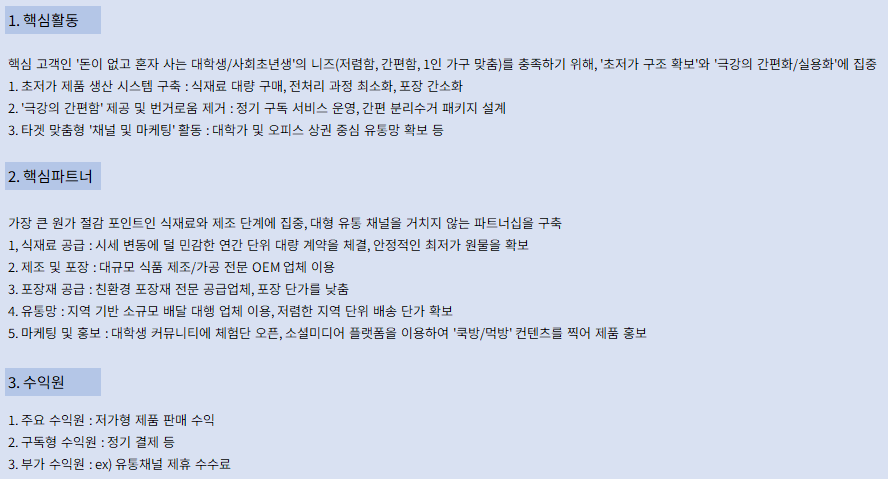 1. 핵심활동
핵심 고객인 '돈이 없고 혼자 사는 대학생/사회초년생'의 니즈(저렴함, 간편함, 1인 가구 맞춤)를 충족하기 위해, '초저가 구조 확보'와 '극강의 간편화/실용화'에 집중
1. 초저가 제품 생산 시스템 구축 : 식재료 대량 구매, 전처리 과정 최소화, 포장 간소화
2. '극강의 간편함' 제공 및 번거로움 제거 : 정기 구독 서비스 운영, 간편 분리수거 패키지 설계
3. 타겟 맞춤형 '채널 및 마케팅' 활동 : 대학가 및 오피스 상권 중심 유통망 확보 등
2. 핵심파트너
가장 큰 원가 절감 포인트인 식재료와 제조 단계에 집중, 대형 유통 채널을 거치지 않는 파트너십을 구축
1, 식재료 공급 : 시세 변동에 덜 민감한 연간 단위 대량 계약을 체결, 안정적인 최저가 원물을 확보
2. 제조 및 포장 : 대규모 식품 제조/가공 전문 OEM 업체 이용
3. 포장재 공급 : 친환경 포장재 전문 공급업체, 포장 단가를 낮춤
4. 유통망 : 지역 기반 소규모 배달 대행 업체 이용, 저렴한 지역 단위 배송 단가 확보
5. 마케팅 및 홍보 : 대학생 커뮤니티에 체험단 오픈, 소셜미디어 플랫폼을 이용하여 '쿡방/먹방' 컨텐츠를 찍어 제품 홍보
3. 수익원
1. 주요 수익원 : 저가형 제품 판매 수익
2. 구독형 수익원 : 정기 결제 등
3. 부가 수익원 : ex) 유통채널 제휴 수수료